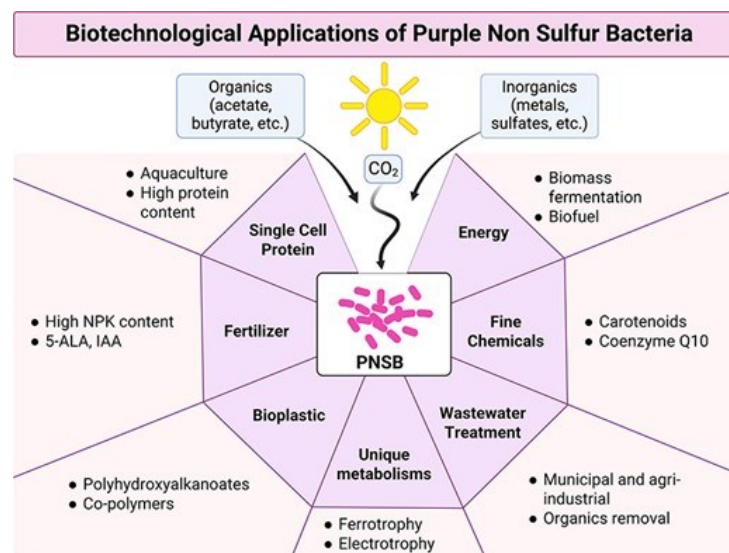 Biotechnological Applications of Purple Non Sulfur Bacteria
Organics
(acetate,
butyrate, etc.)
Inorganics
(metals,
sulfates, etc.)
CO₂
● Aquaculture
● High protein
content
Single Cell
Protein
Energy
● Biomass
fermentation
● Biofuel
● High NPK content
● 5-ALA, IAA
Fertilizer
PNSB
Fine
Chemicals
● Carotenoids
● Coenzyme Q10
Bioplastic
Unique
metabolisms
Wastewater
Treatment
● Polyhydroxyalkanoates
● Co-polymers
● Ferrotrophy
● Electrotrophy
● Municipal and agri-
industrial
● Organics removal